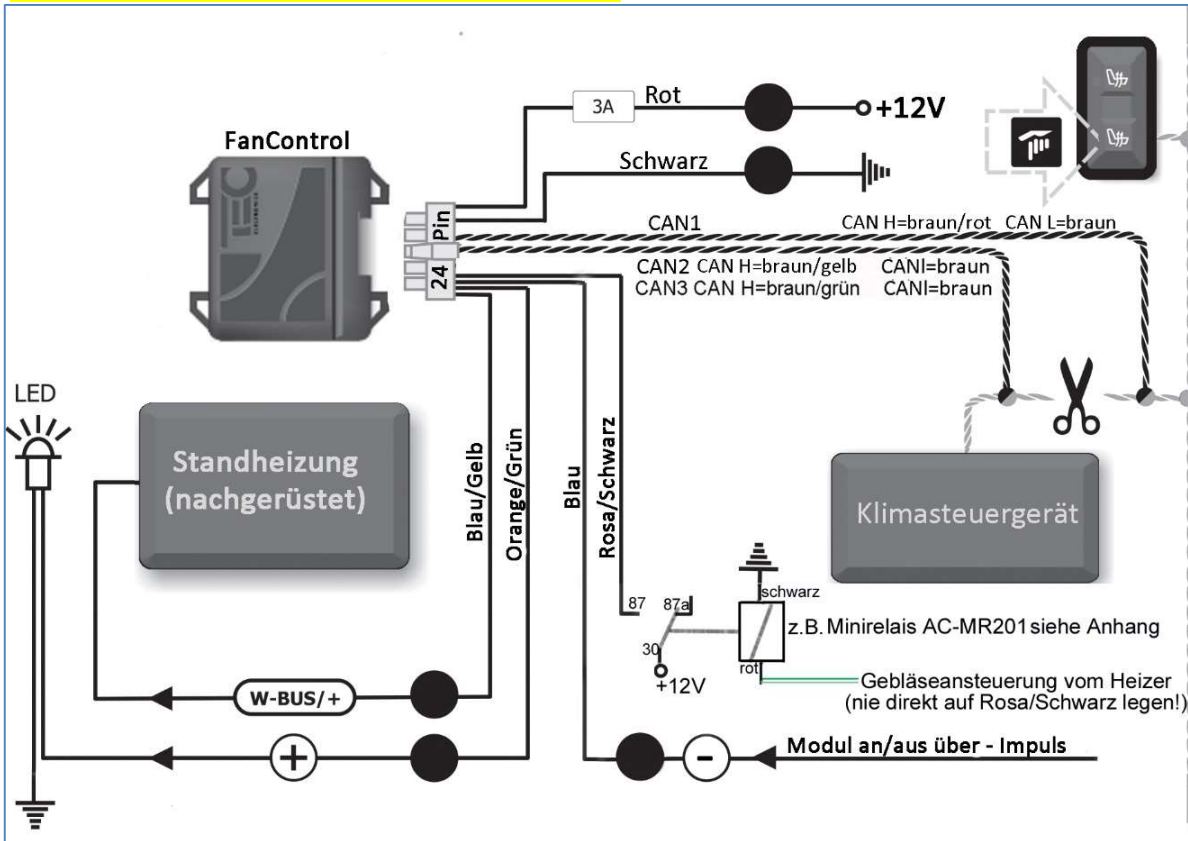 FanControl
3A
Rot
+12V
Schwarz
Pin
24
CAN1 CAN H=braun/rot CAN L=braun
CAN2 CAN H=braun/gelb CANl=braun
CAN3 CAN H=braun/grün CANl=braun
LED
Standheizung
(nachgerüstet)
Blau/Gelb
Orange/Grün
Blau
Rosa/Schwarz
Klimasteuergerät
schwarz
87
87a
30
+12V
rot
z.B. Minirelais AC-MR201 siehe Anhang
Gebläseansteuerung vom Heizer
(nie direkt auf Rosa/Schwarz legen!)
W-BUS/+
+
-
Modul an/aus über - Impuls